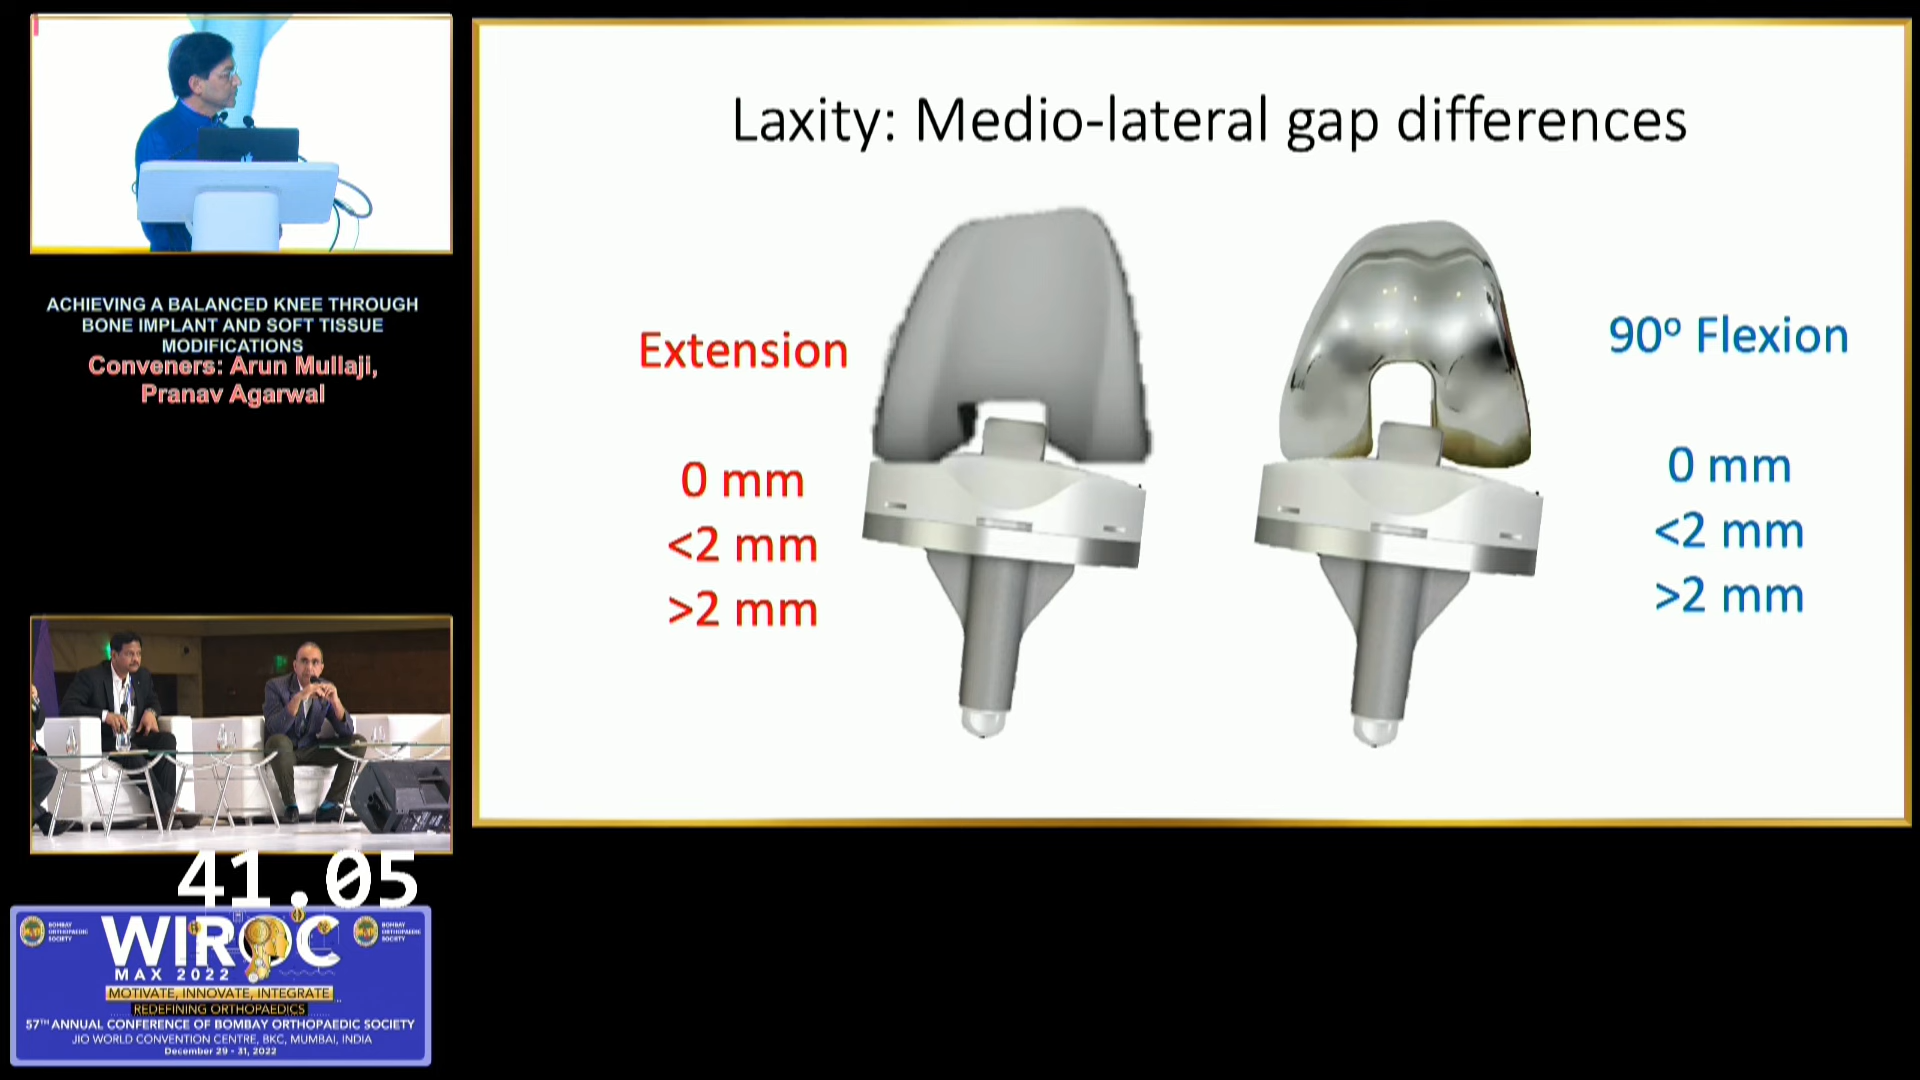 Laxity: Medio-lateral gap differences
Extension
0 mm
<2 mm
>2 mm
90º Flexion
0 mm
<2 mm
>2 mm
ACHIEVING A BALANCED KNEE THROUGH
BONE IMPLANT AND SOFT TISSUE
MODIFICATIONS
Conveners: Arun Mullaji,
Pranav Agarwal
41.05
BOMBAY
ORTHOPAEDIC
SOCIETY
WIROC
MAX 2022
BOMBAY
ORTHOPAEDIC
SOCIETY
MOTIVATE, INNOVATE, INTEGRATE
REDEFINING ORTHOPAEDICS
57TH ANNUAL CONFERENCE OF BOMBAY ORTHOPAEDIC SOCIETY
JIO WORLD CONVENTION CENTRE, BKC, MUMBAI, INDIA
December 29 - 31, 2022